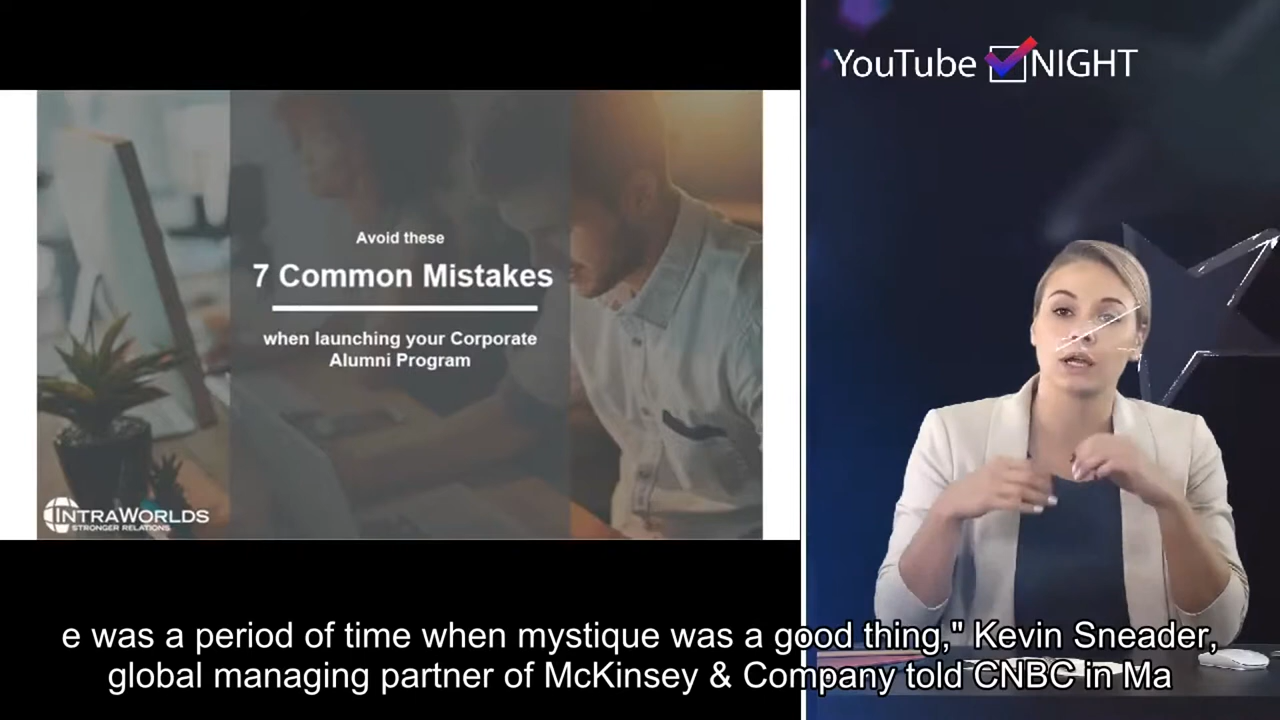 YouTube NIGHT
Avoid these
7 Common Mistakes
when launching your Corporate
Alumni Program
INTRAWORLDS
STRONGER RELATIONS.
e was a period of time when mystique was a good thing," Kevin Sneader,
global managing partner of McKinsey & Company told CNBC in Ma